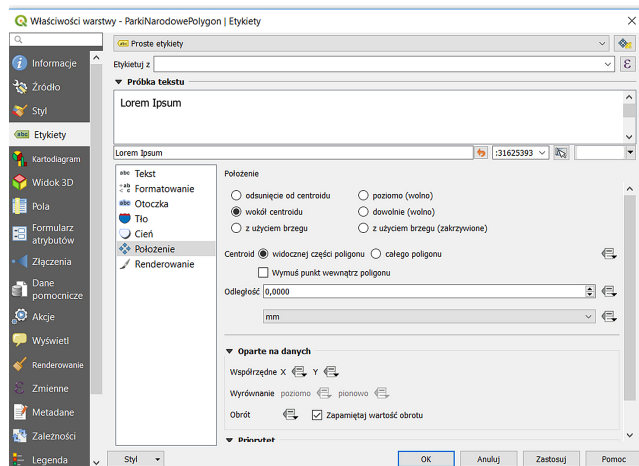 Właściwości warstwy - ParkiNarodowePolygon | Etykiety
Proste etykiety
Etykietuj z
Próbka tekstu
Lorem Ipsum
Lorem Ipsum
:31625393
Informacje
Źródło
Styl
abc Etykiety
Kartodiagram
Widok 3D
Pola
Formularz
atrybutów
Złączenia
Dane
pomocnicze
Akcje
Wyświetl
Renderowanie
Zmienne
Metadane
Zależności
Legenda
abc Tekst
Formatowanie
abc Otoczka
Tło
Cień
Położenie
Renderowanie
Położenie
odsunięcie od centroidu
poziomo (wolno)
wokół centroidu
dowolnie (wolno)
z użyciem brzegu
z użyciem brzegu (zakrzywione)
Centroid widocznej części poligonu całego poligonu
Wymuś punkt wewnątrz poligonu
Odległość 0,0000
mm
Oparte na danych
Współrzędne X Y
Wyrównanie poziomo pionowo
Obrót Zapamiętaj wartość obrotu
Priorytet
Styl
OK
Anuluj
Zastosuj
Pomoc